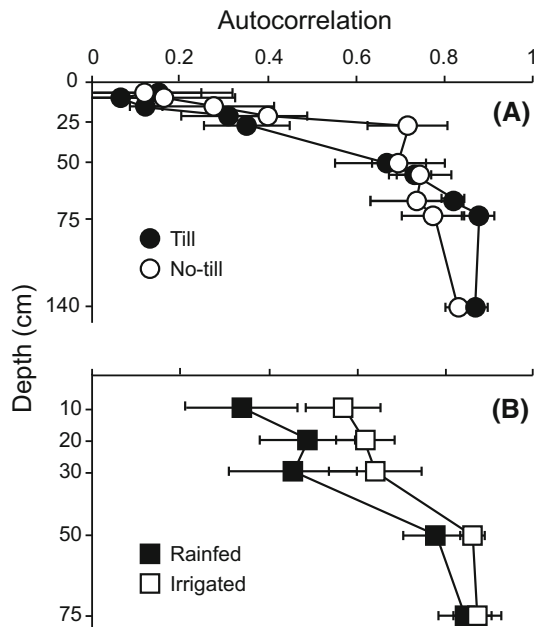 Autocorrelation
0 0.2 0.4 0.6 0.8 1
0
25
50
75
140
(A)
Till
No-till
Depth (cm)
10
20
30
50
75
(B)
Rainfed
Irrigated